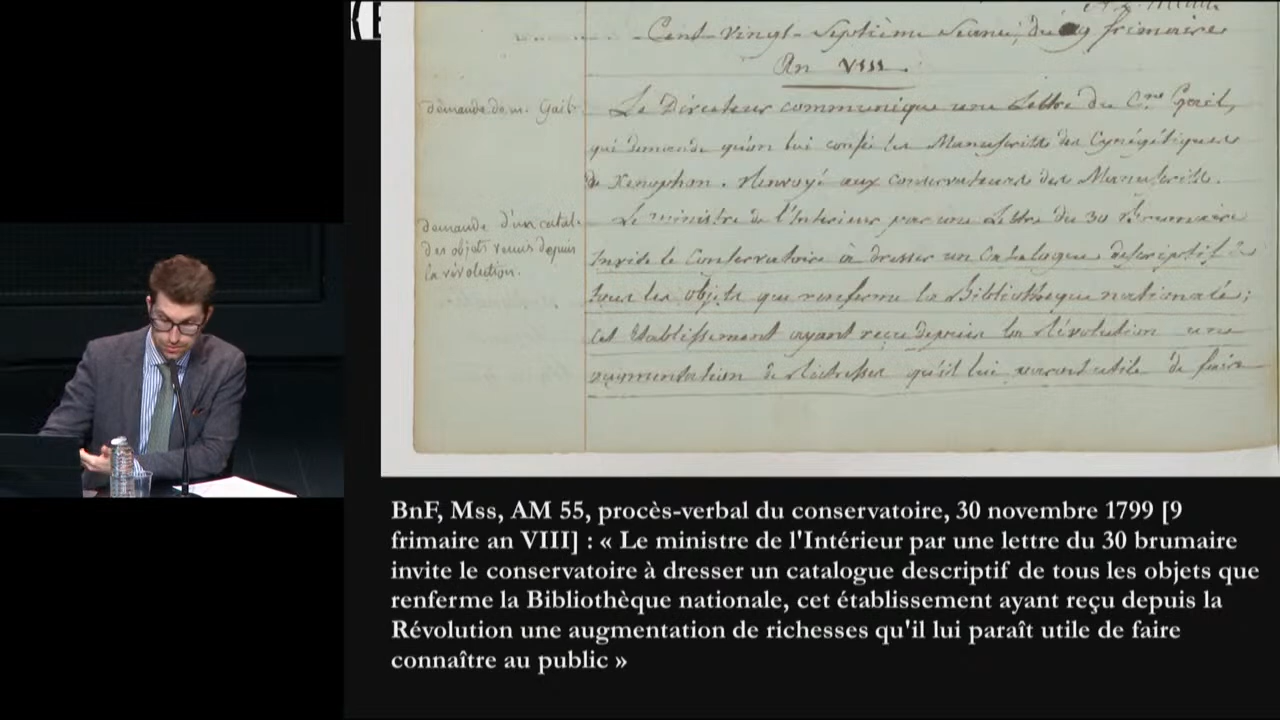 Cent vingt-Septième Séance, du 9 frimaire
An VIII.
demande de m. Gail.
Le Directeur communique une Lettre du C.en Gail,
qui demande qu'on lui confie les Manuscrits des Cynégétiques
de Xenophon. Renvoyé aux conservateurs des Manuscrits.
demande d'un catal.
des objets remis depuis
la révolution.
Le ministre de l'Interieur par une Lettre du 30 Brumaire
Invite le Conservatoire à dresser un Catalogue descriptif de
tous les objets que renferme la Bibliothèque nationale;
cet Etablissement ayant reçu depuis la Révolution une
augmentation de Richesses qu'il lui parait utile de faire
BnF, Mss, AM 55, procès-verbal du conservatoire, 30 novembre 1799 [9
frimaire an VIII] : « Le ministre de l'Intérieur par une lettre du 30 brumaire
invite le conservatoire à dresser un catalogue descriptif de tous les objets que
renferme la Bibliothèque nationale, cet établissement ayant reçu depuis la
Révolution une augmentation de richesses qu'il lui paraît utile de faire
connaître au public »